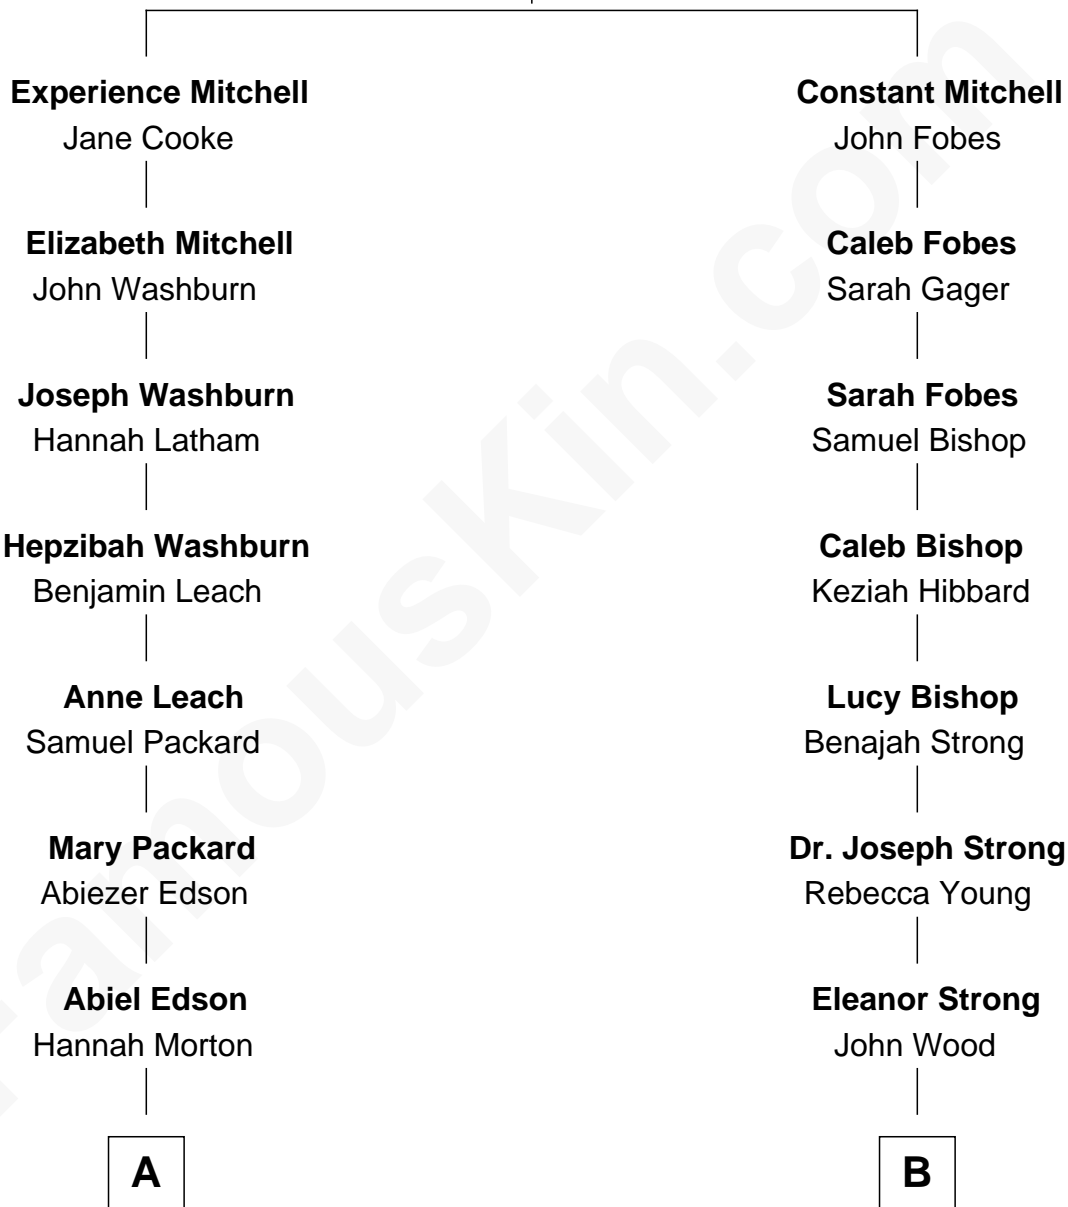 Experience Mitchell
Jane Cooke
Elizabeth Mitchell
John Washburn
Joseph Washburn
Hannah Latham
Hepzibah Washburn
Benjamin Leach
Anne Leach
Samuel Packard
Mary Packard
Abiezer Edson
Abiel Edson
Hannah Morton
A
Constant Mitchell
John Fobes
Caleb Fobes
Sarah Gager
Sarah Fobes
Samuel Bishop
Caleb Bishop
Keziah Hibbard
Lucy Bishop
Benajah Strong
Dr. Joseph Strong
Rebecca Young
Eleanor Strong
John Wood
B
FamousKin.com